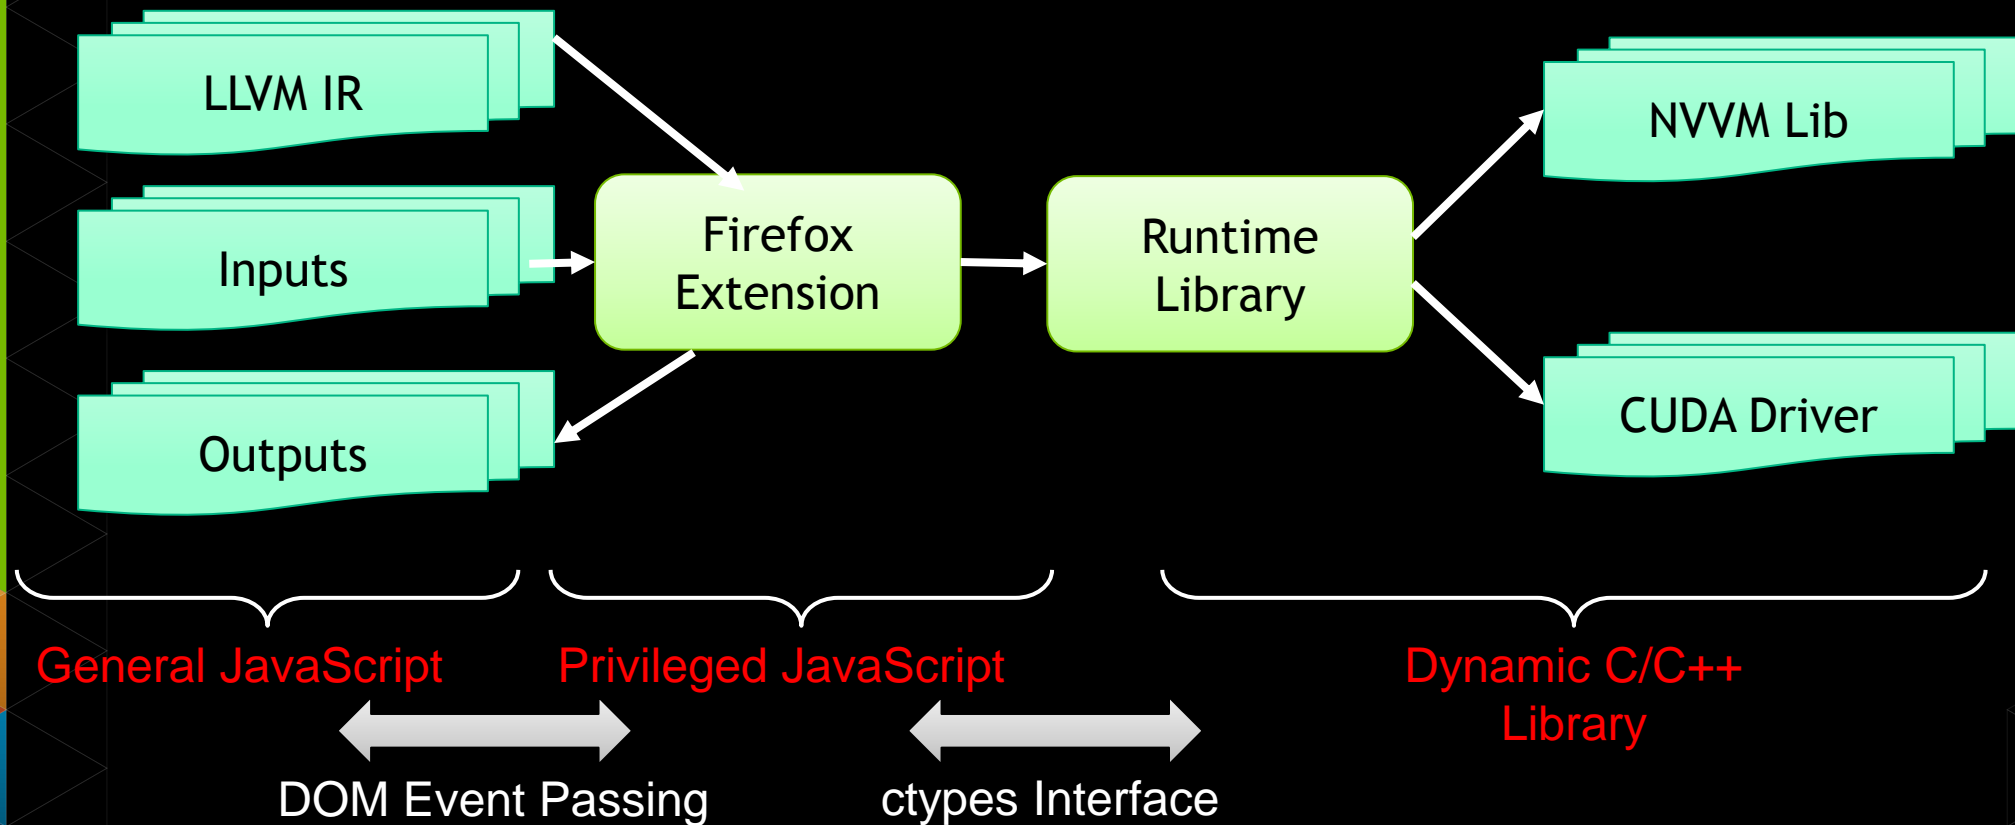 LLVM IR
Inputs
Outputs
Firefox
Extension
Runtime
Library
NVVM Lib
CUDA Driver
General JavaScript
Privileged JavaScript
Dynamic C/C++
Library
DOM Event Passing
ctypes Interface